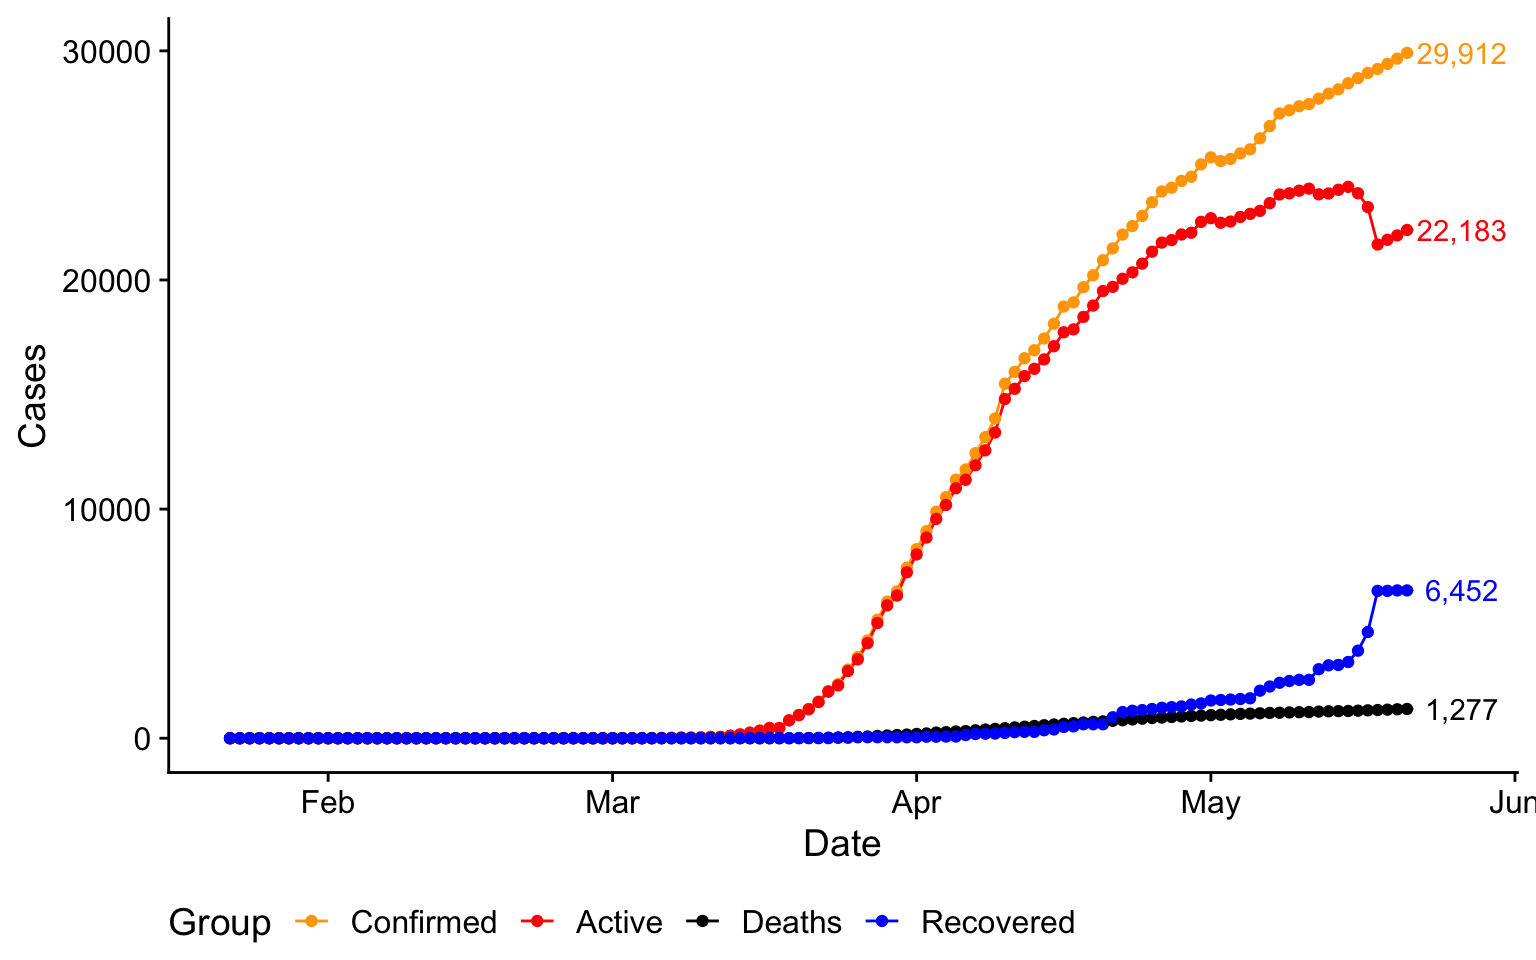 30000
20000
10000
0
Cases
29,912
22,183
6,452
1,277
Feb Mar Apr May Jun
Date
Group Confirmed Active Deaths Recovered